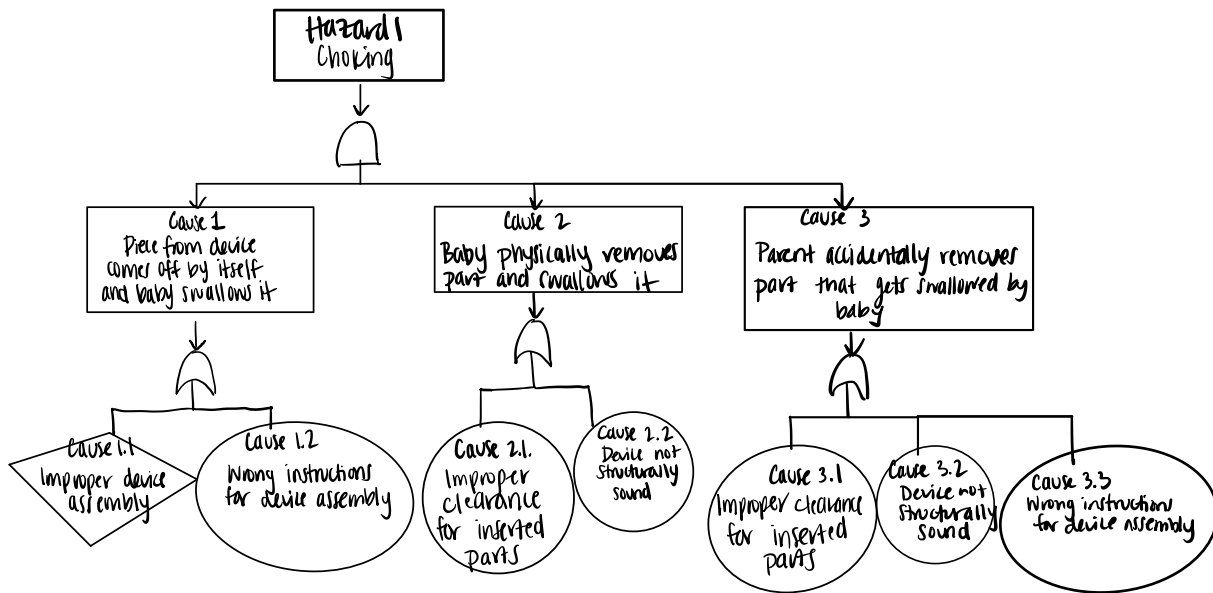 Hazard 1
Choking
Cause 1
Piece from device
comes off by itself
and baby swallows it
Cause 2
Baby physically removes
part and swallows it
Cause 3
Parent accidentally removes
part that gets swallowed by
baby
Cause 1.1
Improper device
assembly
Cause 1.2
Wrong instructions
for device assembly
Cause 2.1.
Improper
clearance
for inserted
parts
Cause 2.2
Device not
structurally
sound
Cause 3.1
Improper clearance
for inserted
parts
Cause 3.2
Device not
structurally
sound
Cause 3.3
Wrong instructions
for device assembly